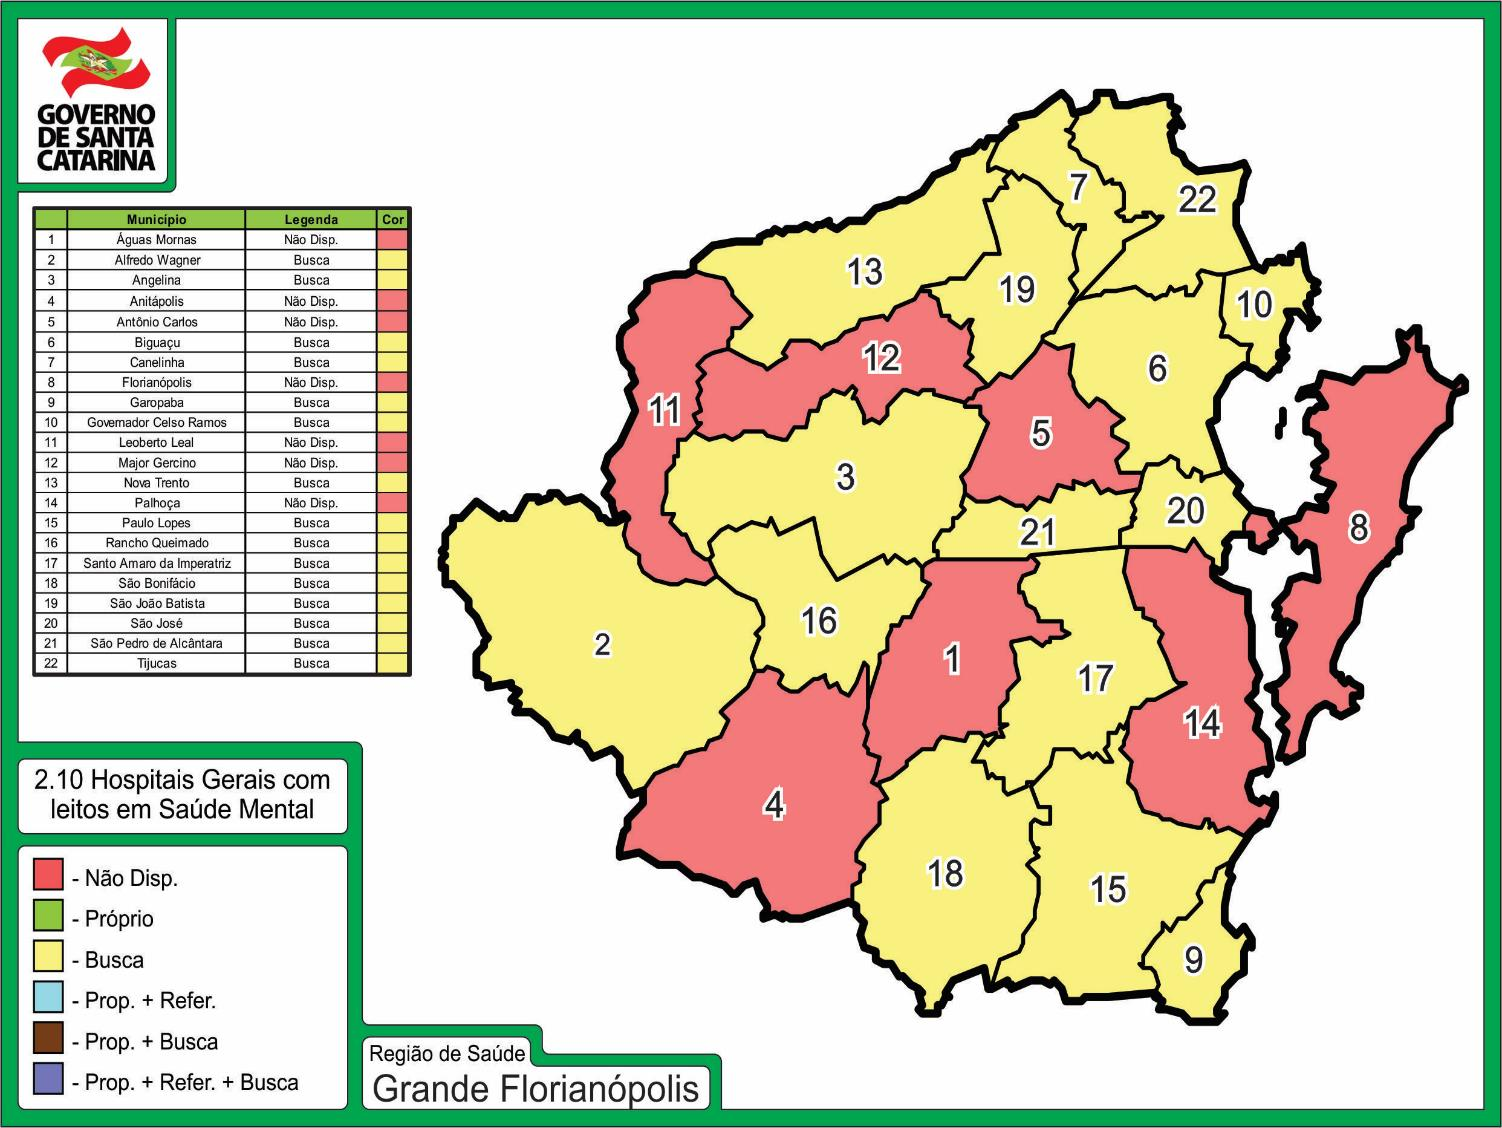 GOVERNO
DE SANTA
CATARINA
Município Legenda Cor
1 Águas Mornas Não Disp.
2 Alfredo Wagner Busca
3 Angelina Busca
4 Anitápolis Não Disp.
5 Antônio Carlos Não Disp.
6 Biguaçu Busca
7 Canelinha Busca
8 Florianópolis Não Disp.
9 Garopaba Busca
10 Governador Celso Ramos Busca
11 Leoberto Leal Não Disp.
12 Major Gercino Não Disp.
13 Nova Trento Busca
14 Palhoça Não Disp.
15 Paulo Lopes Busca
16 Rancho Queimado Busca
17 Santo Amaro da Imperatriz Busca
18 São Bonifácio Busca
19 São João Batista Busca
20 São José Busca
21 São Pedro de Alcântara Busca
22 Tijucas Busca
7
22
13
19
10
12
6
11
5
3
20
21
8
16
2
1
17
14
4
18
15
9
2.10 Hospitais Gerais com
leitos em Saúde Mental
- Não Disp.
- Próprio
- Busca
- Prop. + Refer.
- Prop. + Busca
- Prop. + Refer. + Busca
Região de Saúde
Grande Florianópolis